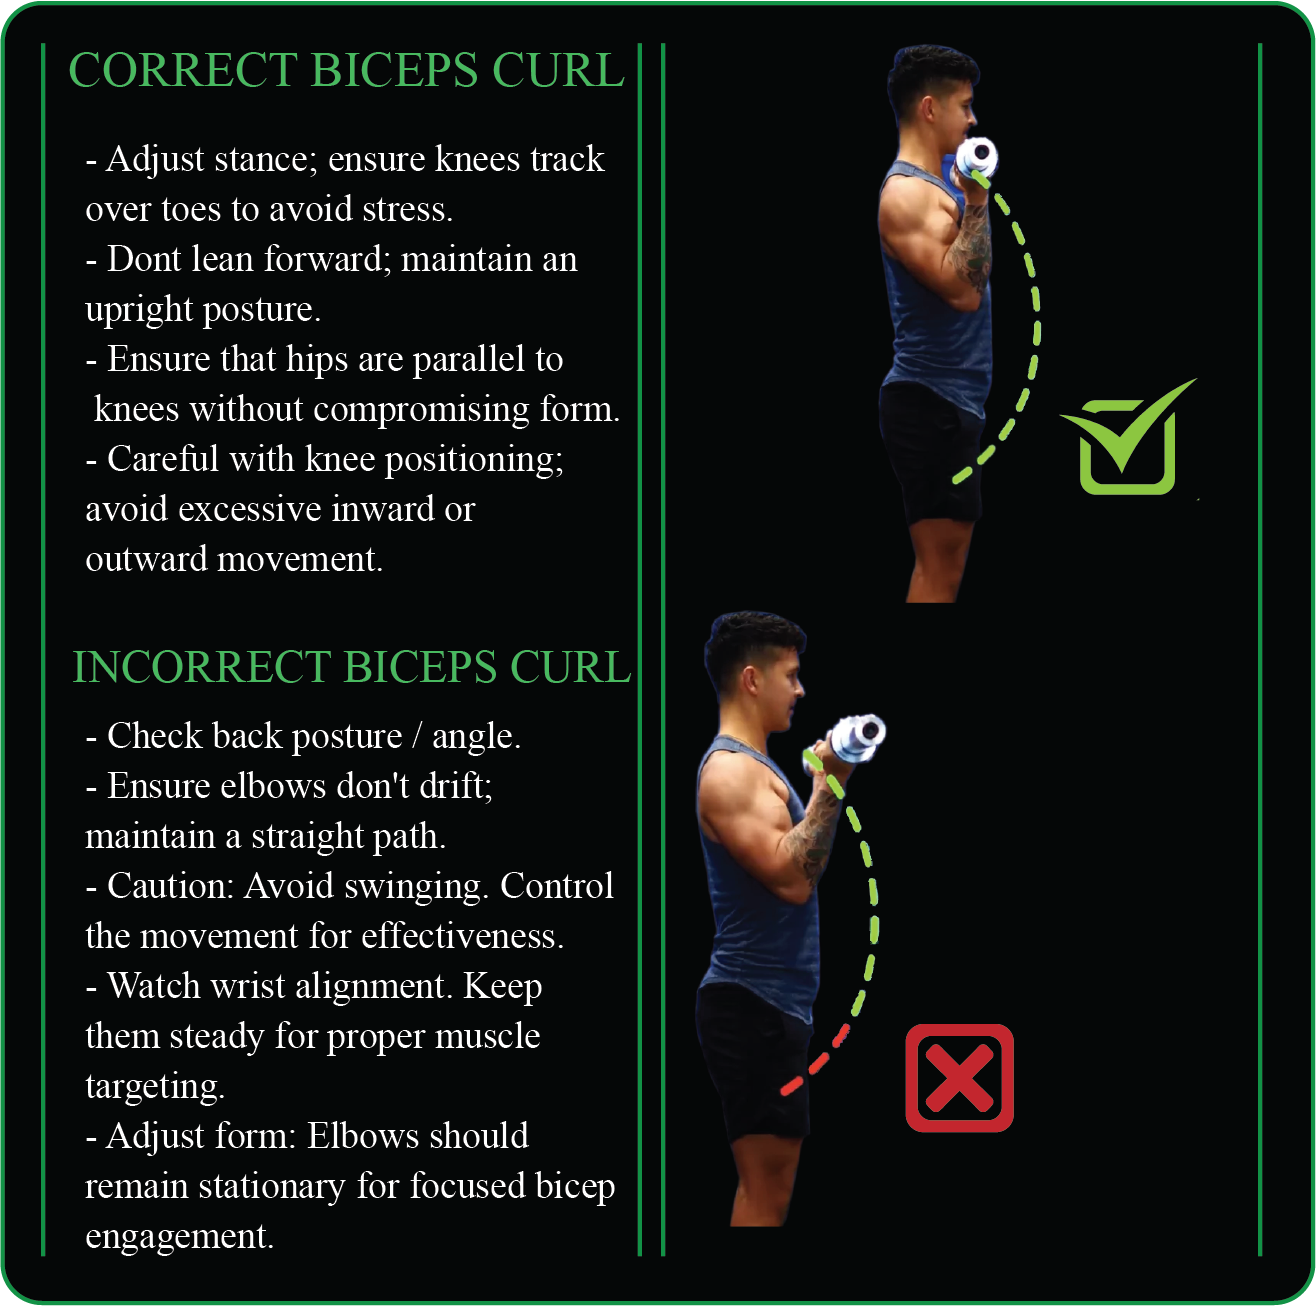 CORRECT BICEPS CURL
- Adjust stance; ensure knees track
over toes to avoid stress.
- Dont lean forward; maintain an
upright posture.
- Ensure that hips are parallel to
knees without compromising form.
- Careful with knee positioning;
avoid excessive inward or
outward movement.
INCORRECT BICEPS CURL
- Check back posture / angle.
- Ensure elbows don't drift;
maintain a straight path.
- Caution: Avoid swinging. Control
the movement for effectiveness.
- Watch wrist alignment. Keep
them steady for proper muscle
targeting.
- Adjust form: Elbows should
remain stationary for focused bicep
engagement.